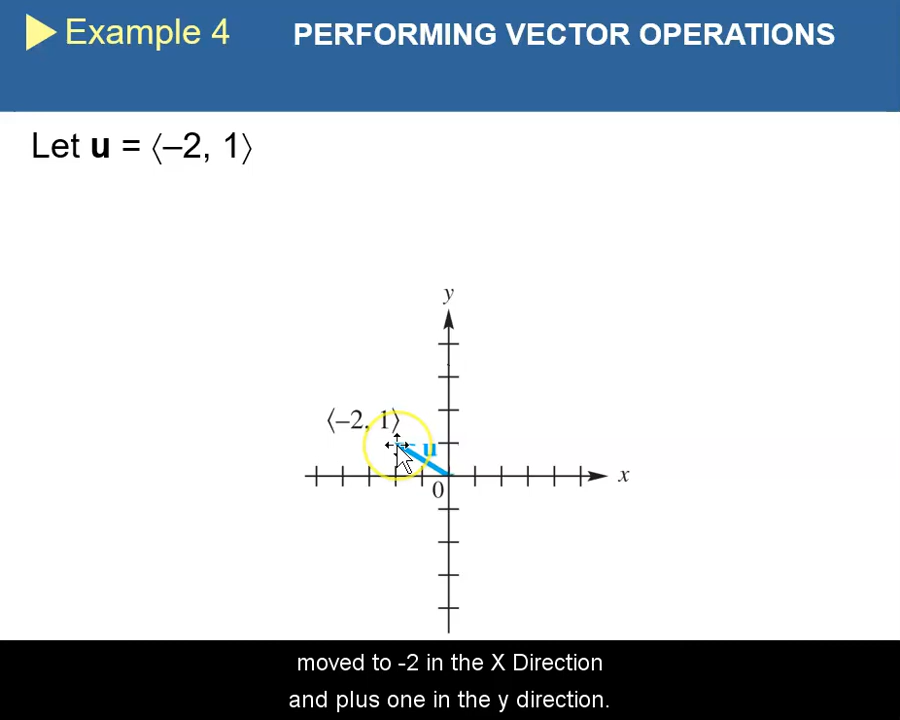 Example 4
PERFORMING VECTOR OPERATIONS
Let u = ⟨–2, 1⟩
y
⟨–2, 1⟩
u
x
0
moved to -2 in the X Direction
and plus one in the y direction.